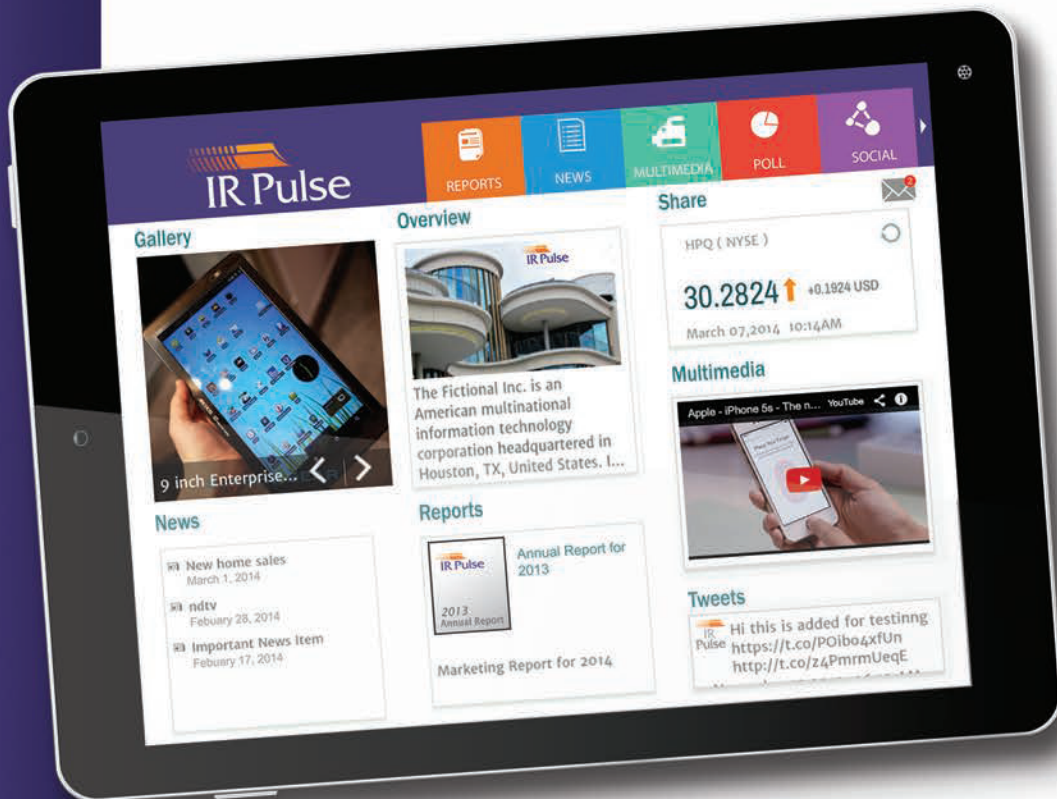 IR Pulse
REPORTS
NEWS
MULTIMEDIA
POLL
SOCIAL
2
Gallery
9 inch Enterprise...
Overview
IR Pulse
The Fictional Inc. is an
American multinational
information technology
corporation headquartered in
Houston, TX, United States. I...
Share
HPQ ( NYSE )
30.2824 +0.1924 USD
March 07,2014 10:14AM
Multimedia
Apple - iPhone 5s - The n... YouTube
News
New home sales
March 1, 2014
ndtv
Febuary 28, 2014
Important News Item
Febuary 17, 2014
Reports
IR Pulse
2013
Annual Report
Annual Report for
2013
Marketing Report for 2014
Tweets
IR
Pulse
Hi this is added for testinng
https://t.co/POibo4xfUn
http://t.co/z4PmrmUeqE